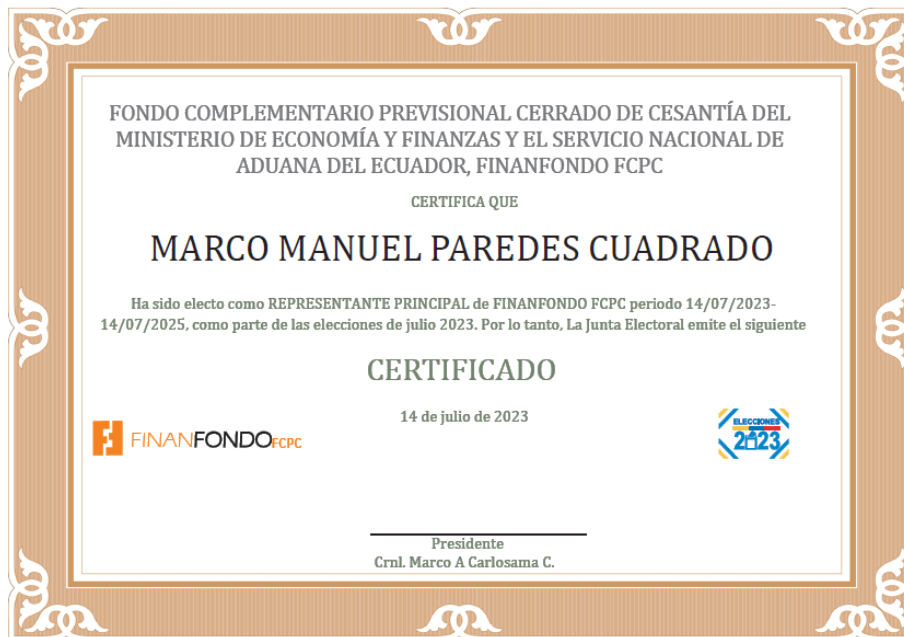 FONDO COMPLEMENTARIO PREVISIONAL CERRADO DE CESANTÍA DEL
MINISTERIO DE ECONOMÍA Y FINANZAS Y EL SERVICIO NACIONAL DE
ADUANA DEL ECUADOR, FINANFONDO FCPC
CERTIFICA QUE
MARCO MANUEL PAREDES CUADRADO
Ha sido electo como REPRESENTANTE PRINCIPAL de FINANFONDO FCPC periodo 14/07/2023-
14/07/2025, como parte de las elecciones de julio 2023. Por lo tanto, La Junta Electoral emite el siguiente
CERTIFICADO
14 de julio de 2023
FINANFONDO FCPC
ELECCIONES
2023
Presidente
Crnl. Marco A Carlosama C.